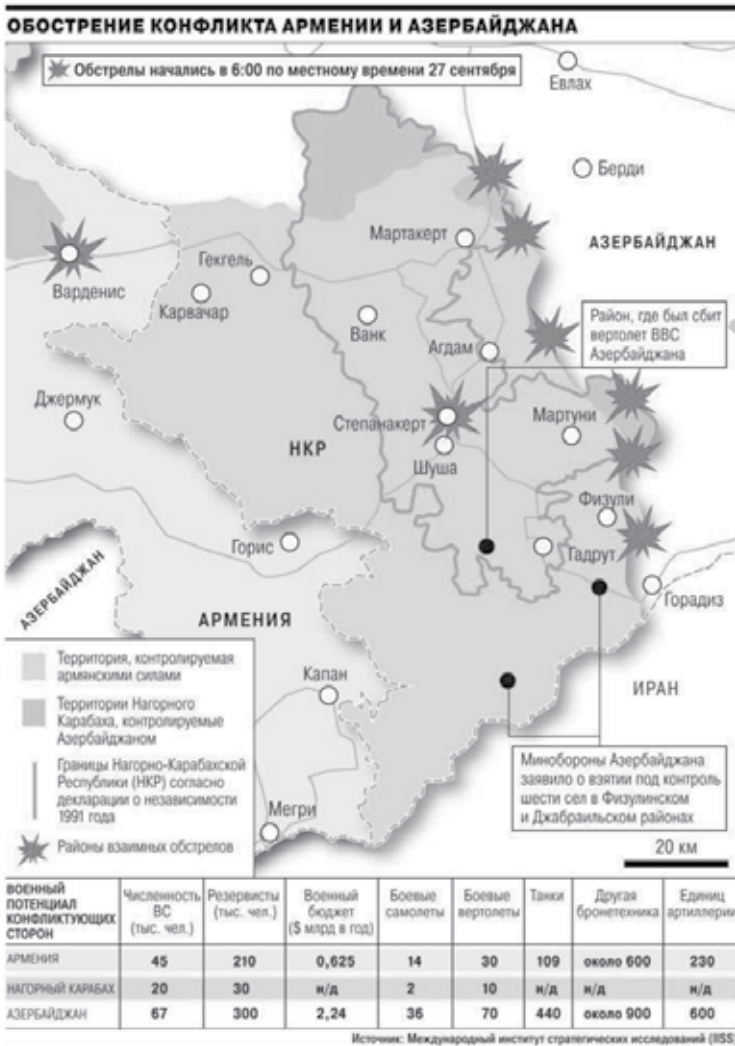 ОБОСТРЕНИЕ КОНФЛИКТА АРМЕНИИ И АЗЕРБАЙДЖАНА
Обстрелы начались в 6:00 по местному времени 27 сентября
Евлах
Берди
Мартакерт
АЗЕРБАЙДЖАН
Гекгель
Варденис
Карвачар
Ванк
Район, где был сбит
вертолет ВВС
Азербайджана
Агдам
Джермук
Степанакерт
Мартуни
НКР
Шуша
Физули
Горис
Гадрут
АЗЕРБАЙДЖАН
Горадиз
АРМЕНИЯ
Территория, контролируемая
армянскими силами
Капан
ИРАН
Территории Нагорного
Карабаха, контролируемые
Азербайджаном
Границы Нагорно-Карабахской
Республики (НКР) согласно
декларации о независимости
1991 года
Минобороны Азербайджана
заявило о взятии под контроль
шести сел в Физулинском
и Джабраильском районах
Мегри
Районы взаимных обстрелов
20 км
ВОЕННЫЙ
ПОТЕНЦИАЛ
КОНФЛИКТУЮЩИХ
СТОРОН
Численность
ВС
(тыс. чел.)
Резервисты
(тыс. чел.)
Военный
бюджет
($ млрд в год)
Боевые
самолеты
Боевые
вертолеты
Танки
Другая
бронетехника
Единиц
артиллерии
АРМЕНИЯ 45 210 0,625 14 30 109 около 600 230
НАГОРНЫЙ КАРАБАХ 20 30 н/д 2 10 н/д н/д н/д
АЗЕРБАЙДЖАН 67 300 2,24 36 70 440 около 900 600
Источник: Международный институт стратегических исследований (IISS)